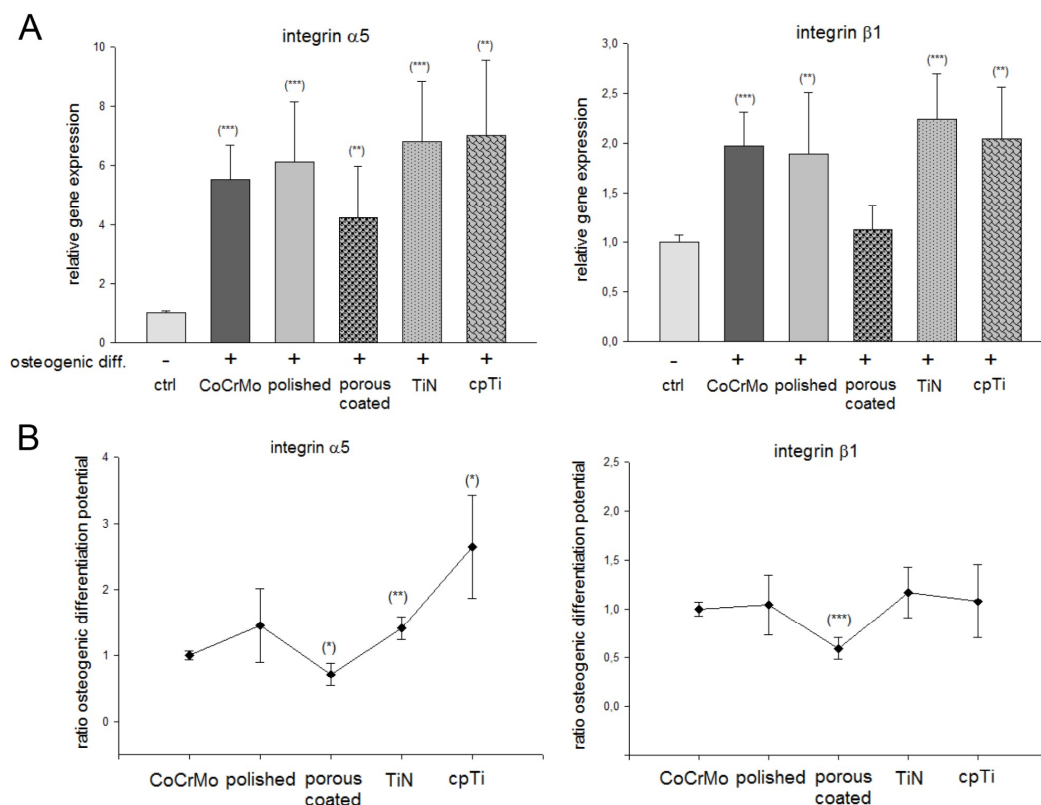 A
integrin α5
relative gene expression
10
8
6
4
2
0
(***)
(***)
(**)
(***)
(**)
osteogenic diff.
- + + + + +
ctrl CoCrMo polished porous coated TiN cpTi
integrin β1
relative gene expression
3,0
2,5
2,0
1,5
1,0
0,5
0,0
(***)
(**)
(***)
(**)
- + + + + +
ctrl CoCrMo polished porous coated TiN cpTi
B
integrin α5
ratio osteogenic differentiation potential
4
3
2
1
0
(*)
(**)
(*)
CoCrMo polished porous coated TiN cpTi
integrin β1
ratio osteogenic differentiation potential
2,5
2,0
1,5
1,0
0,5
0,0
(***)
CoCrMo polished porous coated TiN cpTi